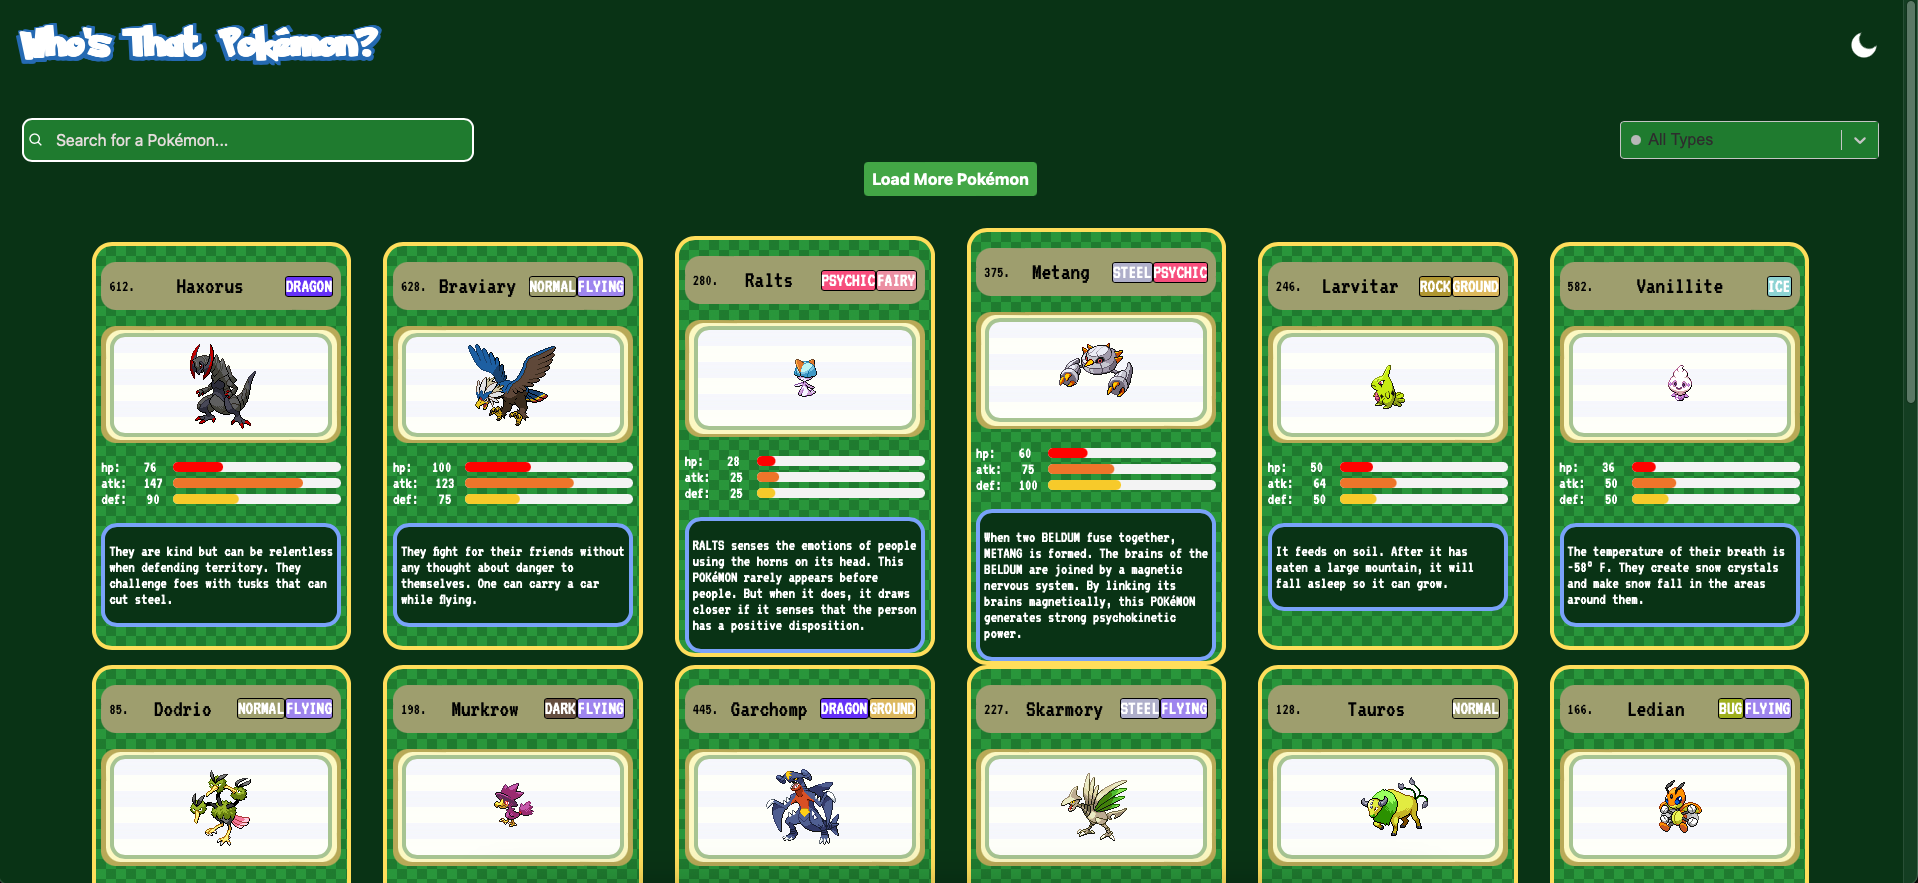 Who's That Pokémon?
Search for a Pokémon...
All Types
Load More Pokémon
612. Haxorus DRAGON
hp: 76
atk: 147
def: 90
They are kind but can be relentless
when defending territory. They
challenge foes with tusks that can
cut steel.
628. Braviary NORMAL FLYING
hp: 100
atk: 123
def: 75
They fight for their friends without
any thought about danger to
themselves. One can carry a car
while flying.
280. Ralts PSYCHIC FAIRY
hp: 28
atk: 25
def: 25
RALTS senses the emotions of people
using the horns on its head. This
POKéMON rarely appears before
people. But when it does, it draws
closer if it senses that the person
has a positive disposition.
375. Metang STEEL PSYCHIC
hp: 60
atk: 75
def: 100
When two BELDUM fuse together,
METANG is formed. The brains of the
BELDUM are joined by a magnetic
nervous system. By linking its
brains magnetically, this POKéMON
generates strong psychokinetic
power.
246. Larvitar ROCK GROUND
hp: 50
atk: 64
def: 50
It feeds on soil. After it has
eaten a large mountain, it will
fall asleep so it can grow.
582. Vanillite ICE
hp: 36
atk: 50
def: 50
The temperature of their breath is
-58º F. They create snow crystals
and make snow fall in the areas
around them.
85. Dodrio NORMAL FLYING
198. Murkrow DARK FLYING
445. Garchomp DRAGON GROUND
227. Skarmory STEEL FLYING
128. Tauros NORMAL
166. Ledian BUG FLYING